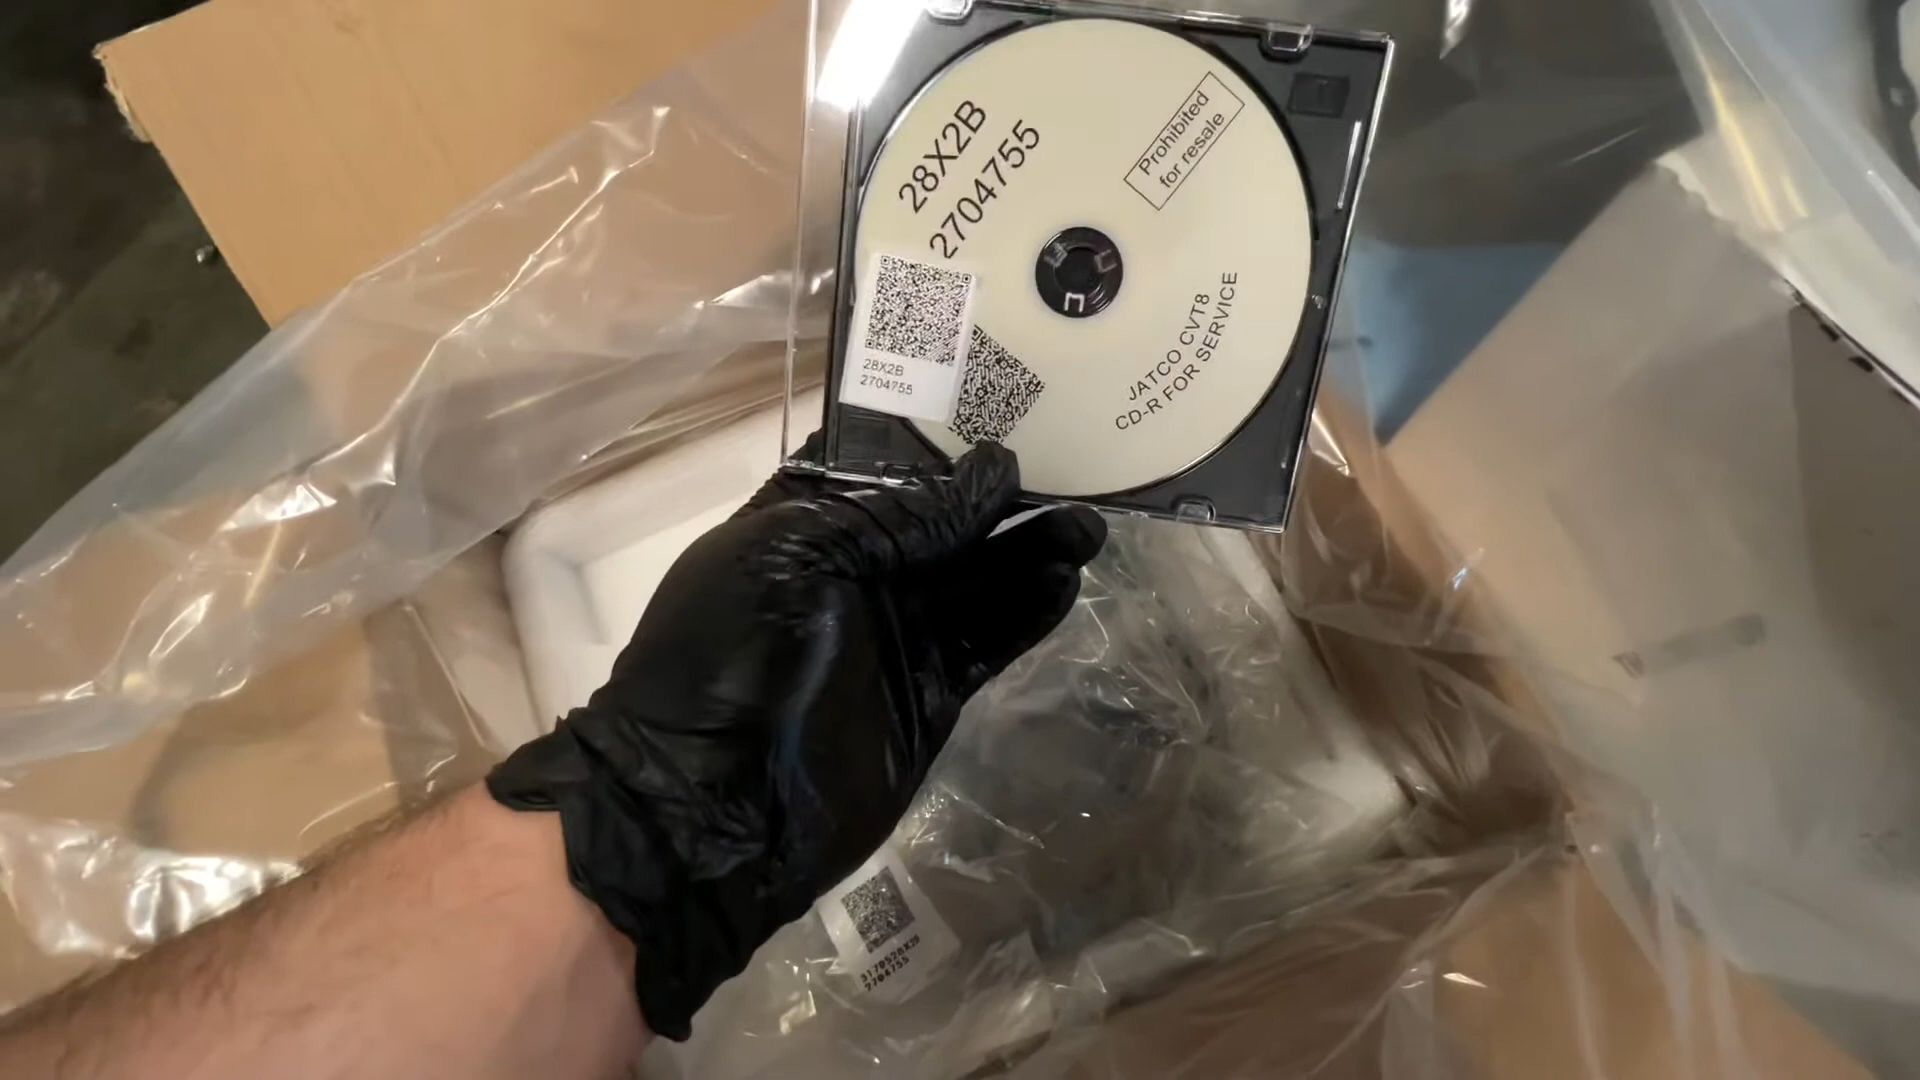 28X2B
2704755
Prohibited
for resale
28X2B
2704755
JATCO CVT8
CD-R FOR SERVICE
2704755